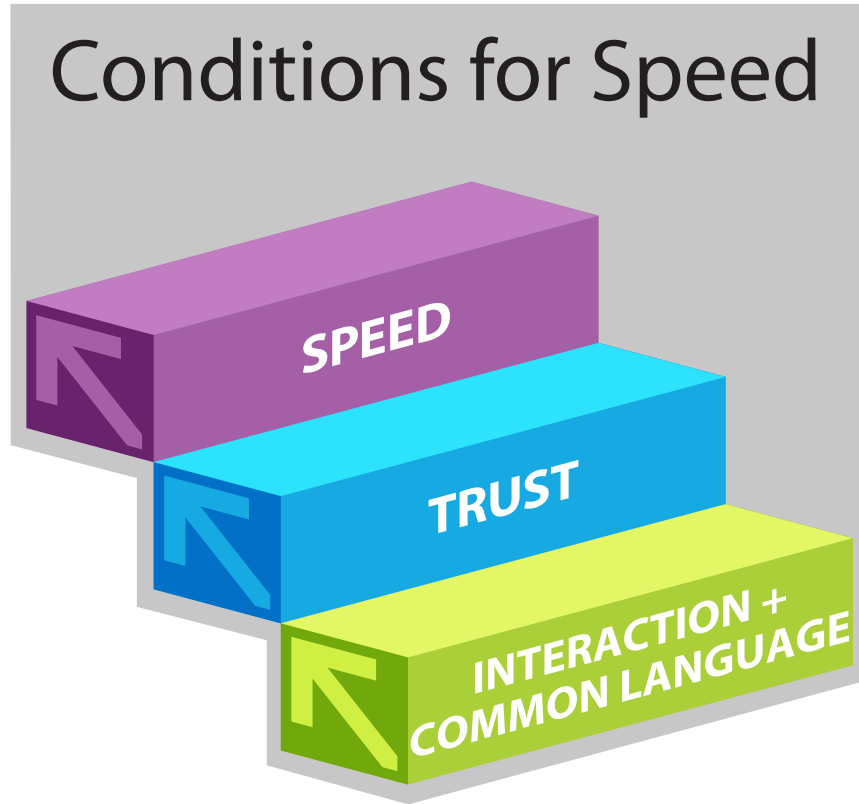 Conditions for Speed
SPEED
TRUST
INTERACTION +
COMMON LANGUAGE